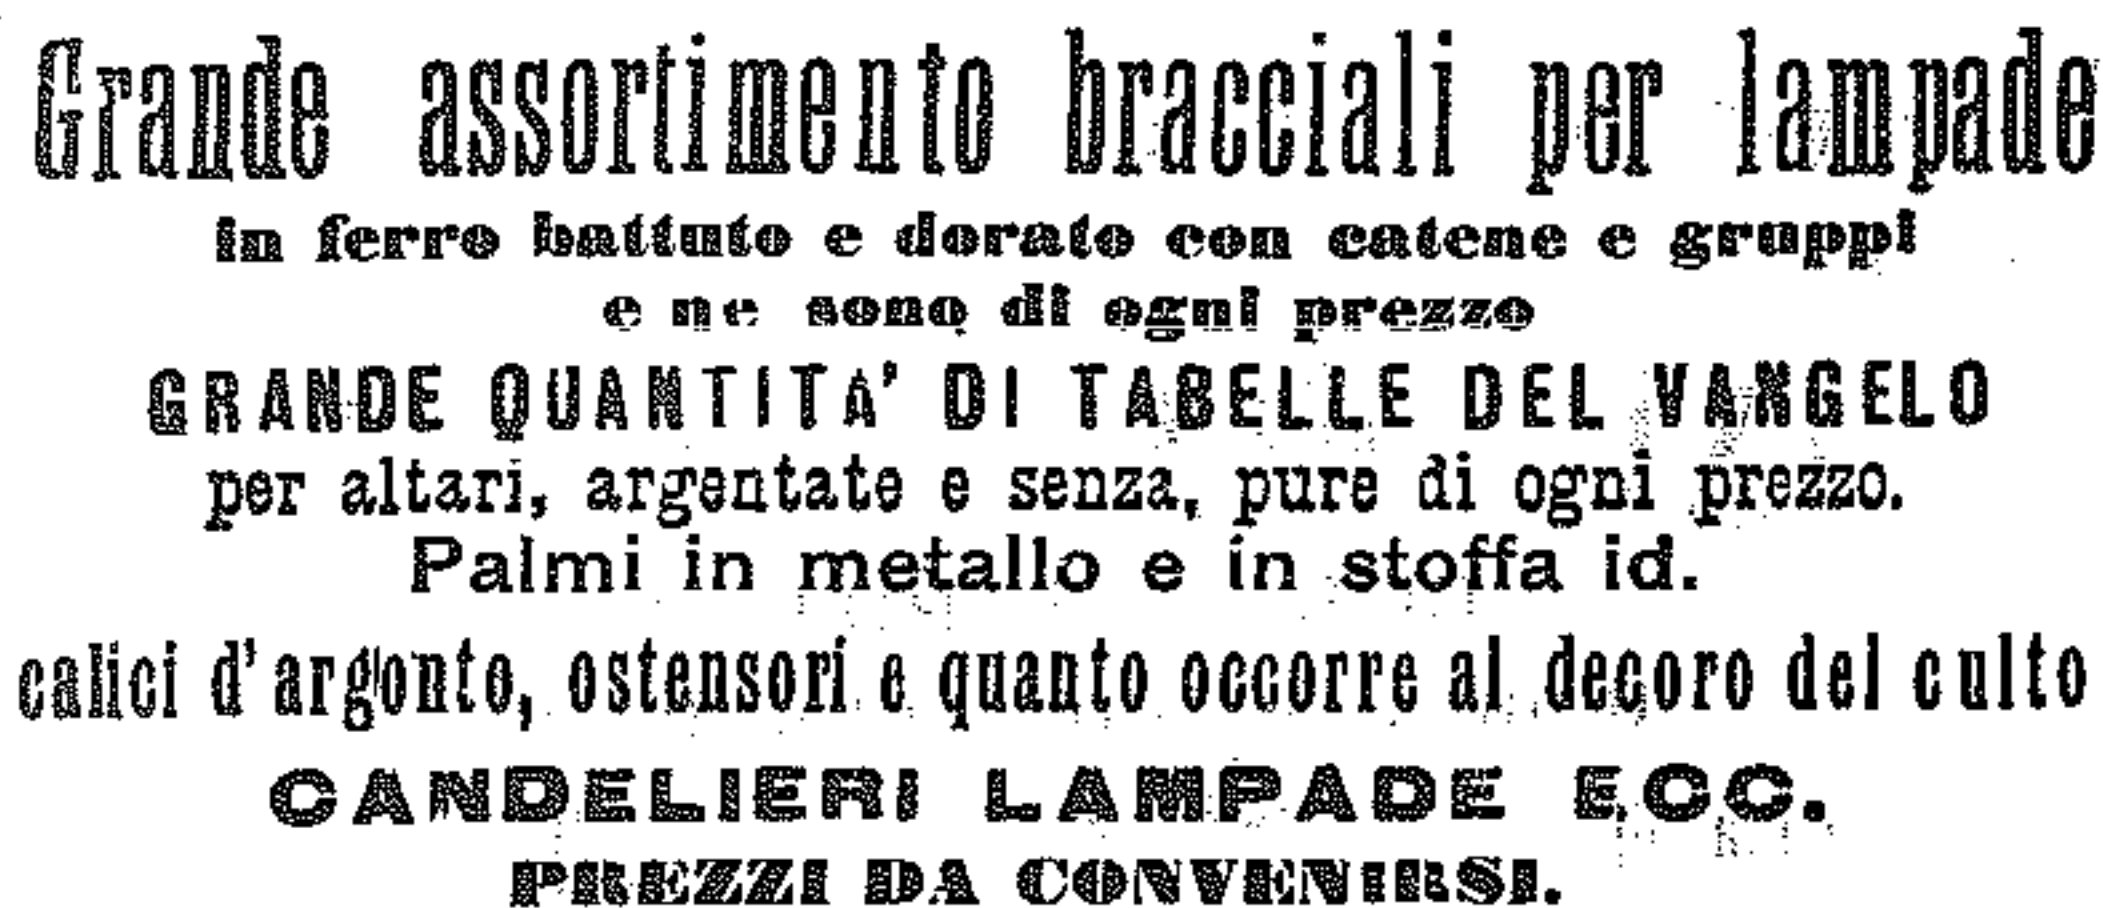 Grande assortimento bracciali per lampade
in ferro battuto e dorato con catene e gruppi
e ne sono di ogni prezzo
GRANDE QUANTITA' DI TABELLE DEL VANGELO
per altari, argentate e senza, pure di ogni prezzo.
Palmi in metallo e in stoffa id.
calici d'argonto, ostensori e quanto occorre al decoro del culto
CANDELIERI LAMPADE ECC.
PREZZI DA CONVENIRSI.